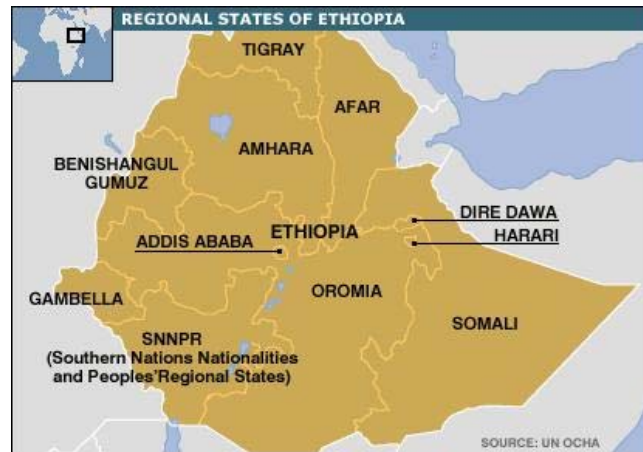 REGIONAL STATES OF ETHIOPIA
TIGRAY
AFAR
AMHARA
BENISHANGUL
GUMUZ
DIRE DAWA
ETHIOPIA
ADDIS ABABA
HARARI
GAMBELLA
OROMIA
SOMALI
SNNPR
(Southern Nations Nationalities
and Peoples'Regional States)
SOURCE: UN OCHA